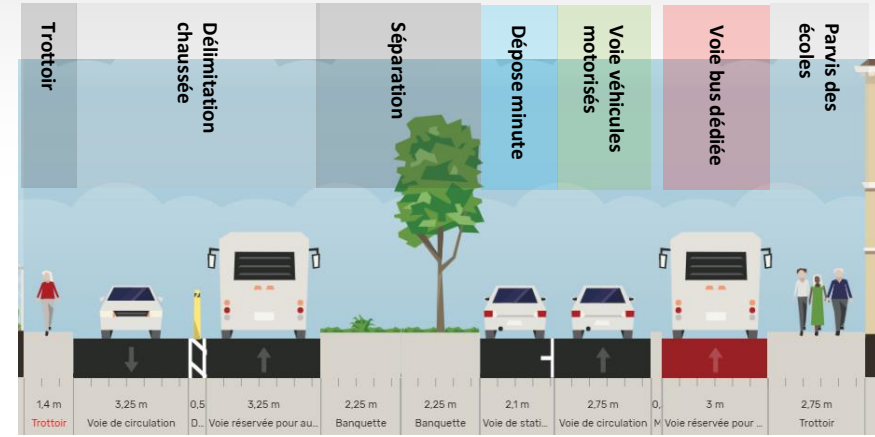 Trottoir
Délimitation
chaussée
Séparation
Dépose minute
Voie véhicules
motorisés
Voie bus dédiée
Parvis des
écoles
1,4 m
Trottoir
3,25 m
Voie de circulation
0,5
D...
3,25 m
Voie réservée pour au...
2,25 m
Banquette
2,25 m
Banquette
2,1 m
Voie de stati...
2,75 m
Voie de circulation
0,
M
3 m
Voie réservée pour ...
2,75 m
Trottoir